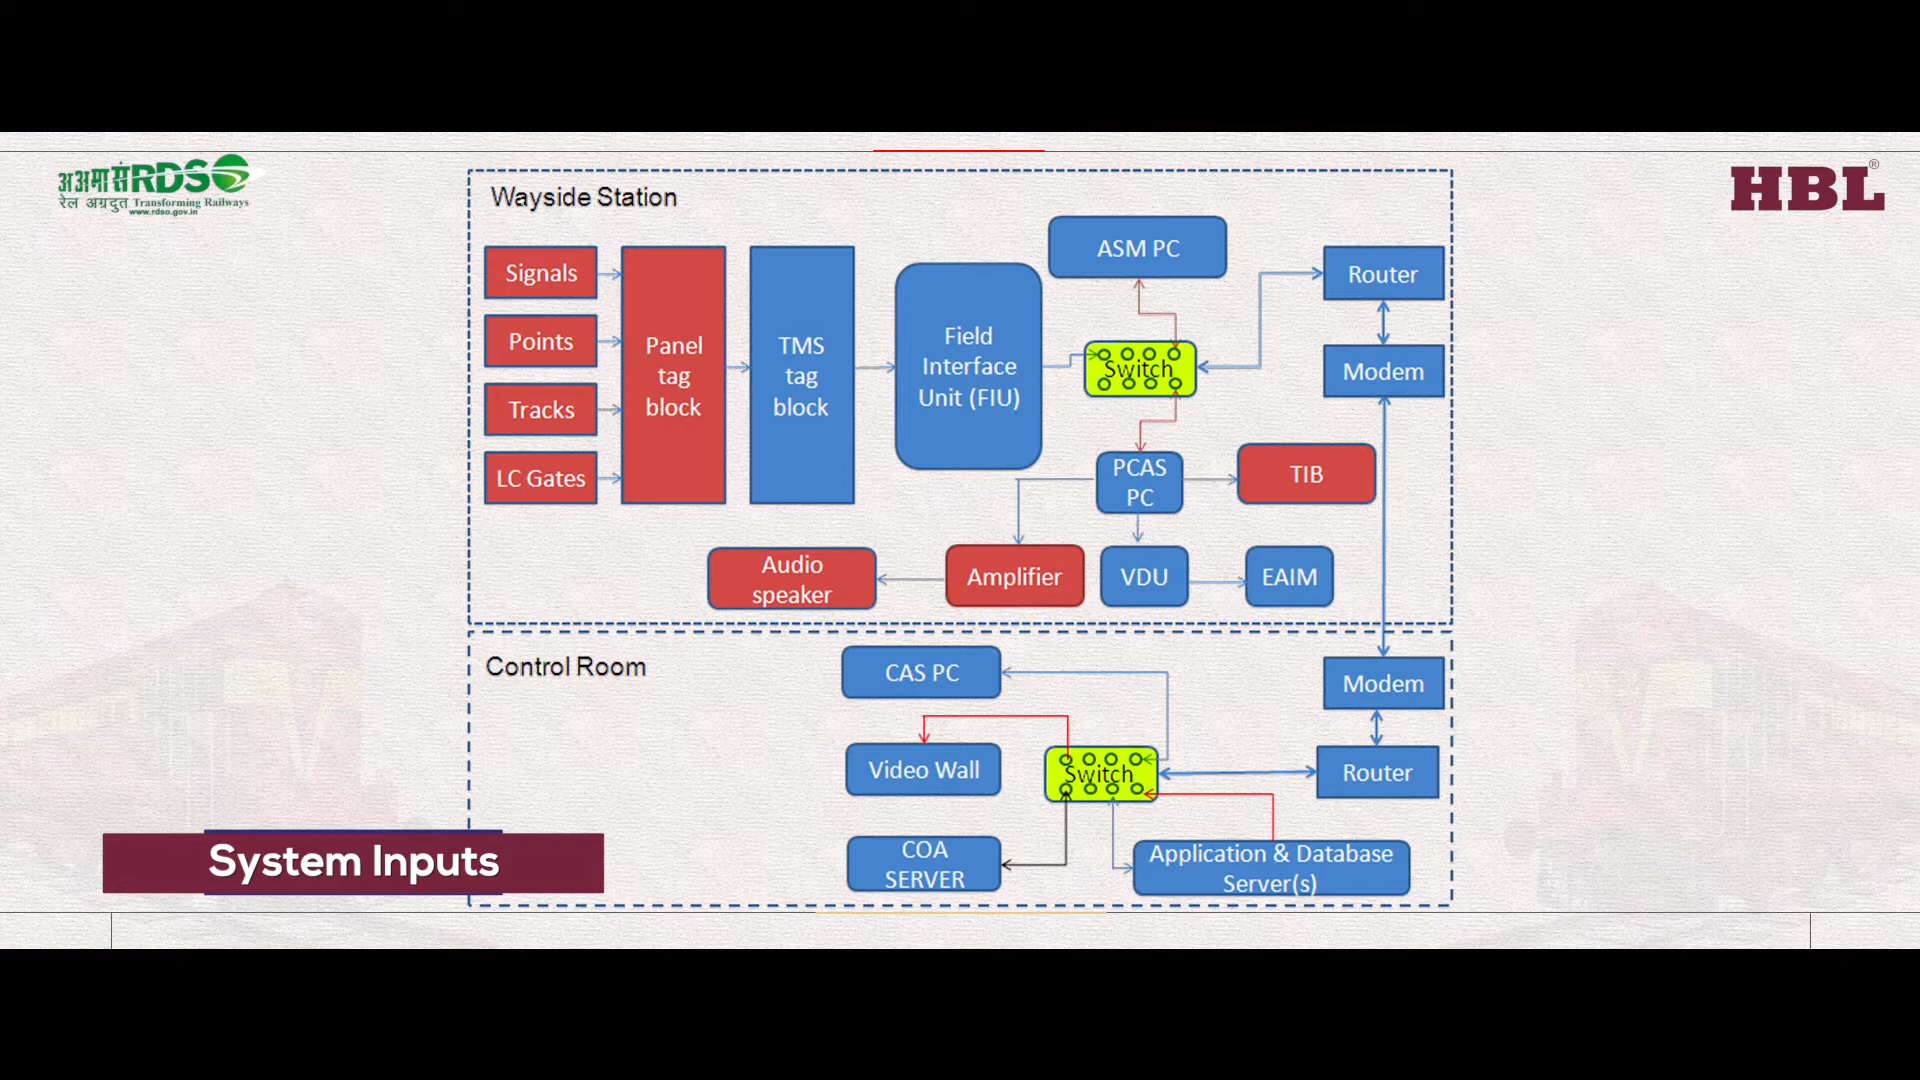 अअमासं RDSO
रेल अग्रदूत Transforming Railways
www.rdso.gov.in
HBL®
Wayside Station
ASM PC
Signals
Router
Points
Panel
tag
block
TMS
tag
block
Field
Interface
Unit (FIU)
Switch
Modem
Tracks
LC Gates
PCAS
PC
TIB
Audio
speaker
Amplifier
VDU
EAIM
Control Room
CAS PC
Modem
Video Wall
Switch
Router
COA
SERVER
Application & Database
Server(s)
System Inputs